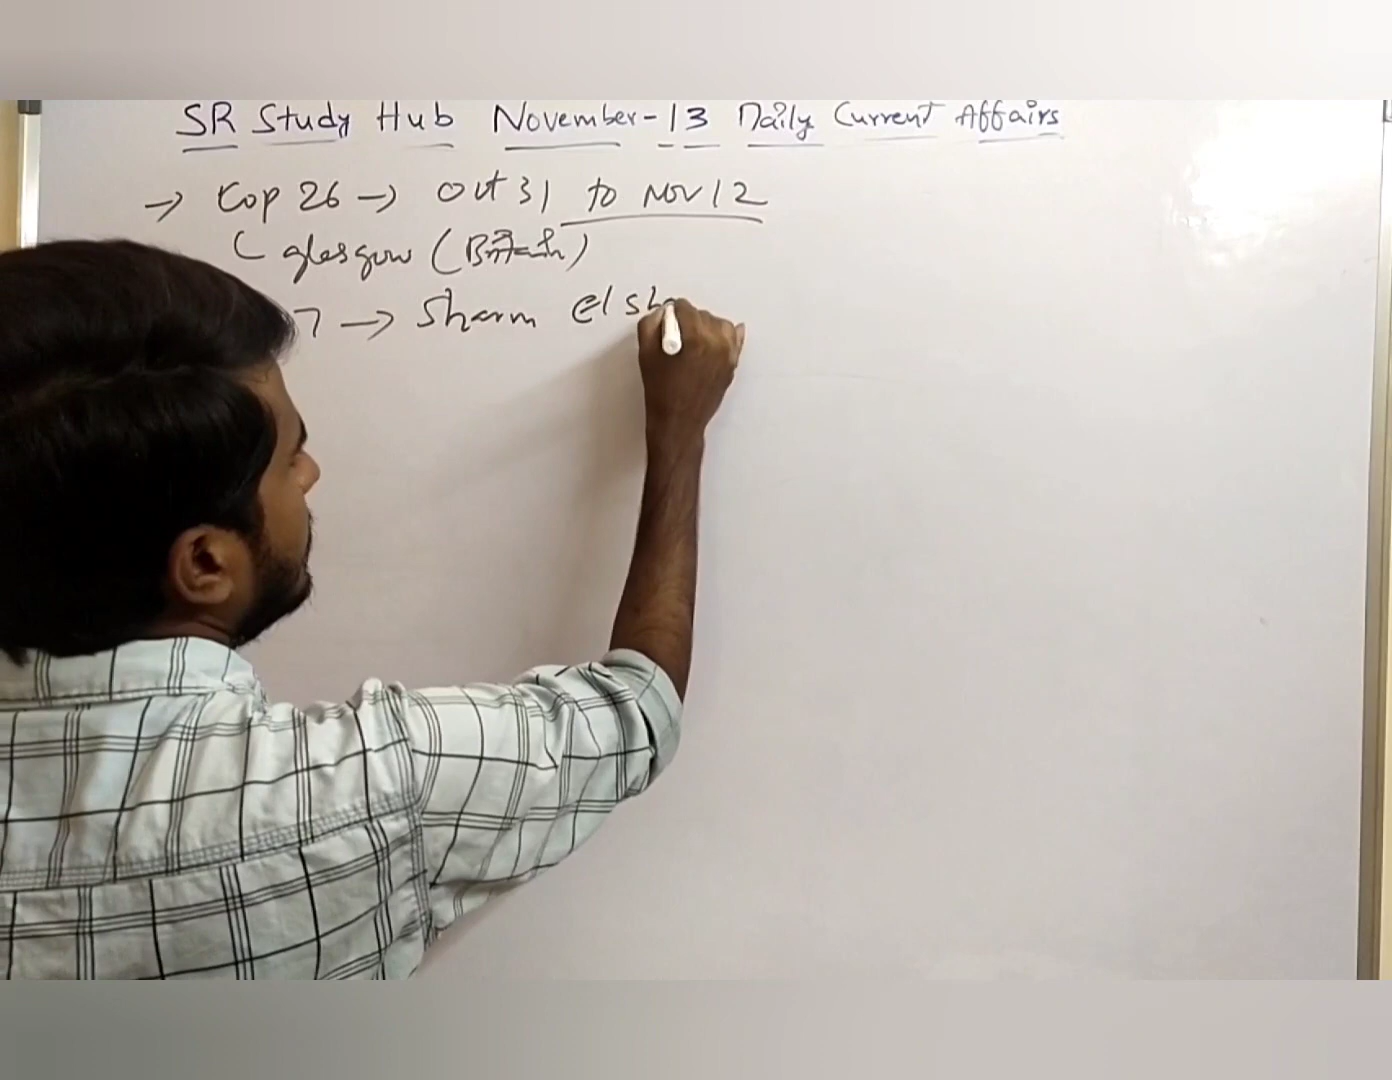 SR Study Hub November-13 Daily Current Affairs
→ Cop 26 → Oct 31 to Nov 12
( glasgow (Britain)
7 → Sharm el sh